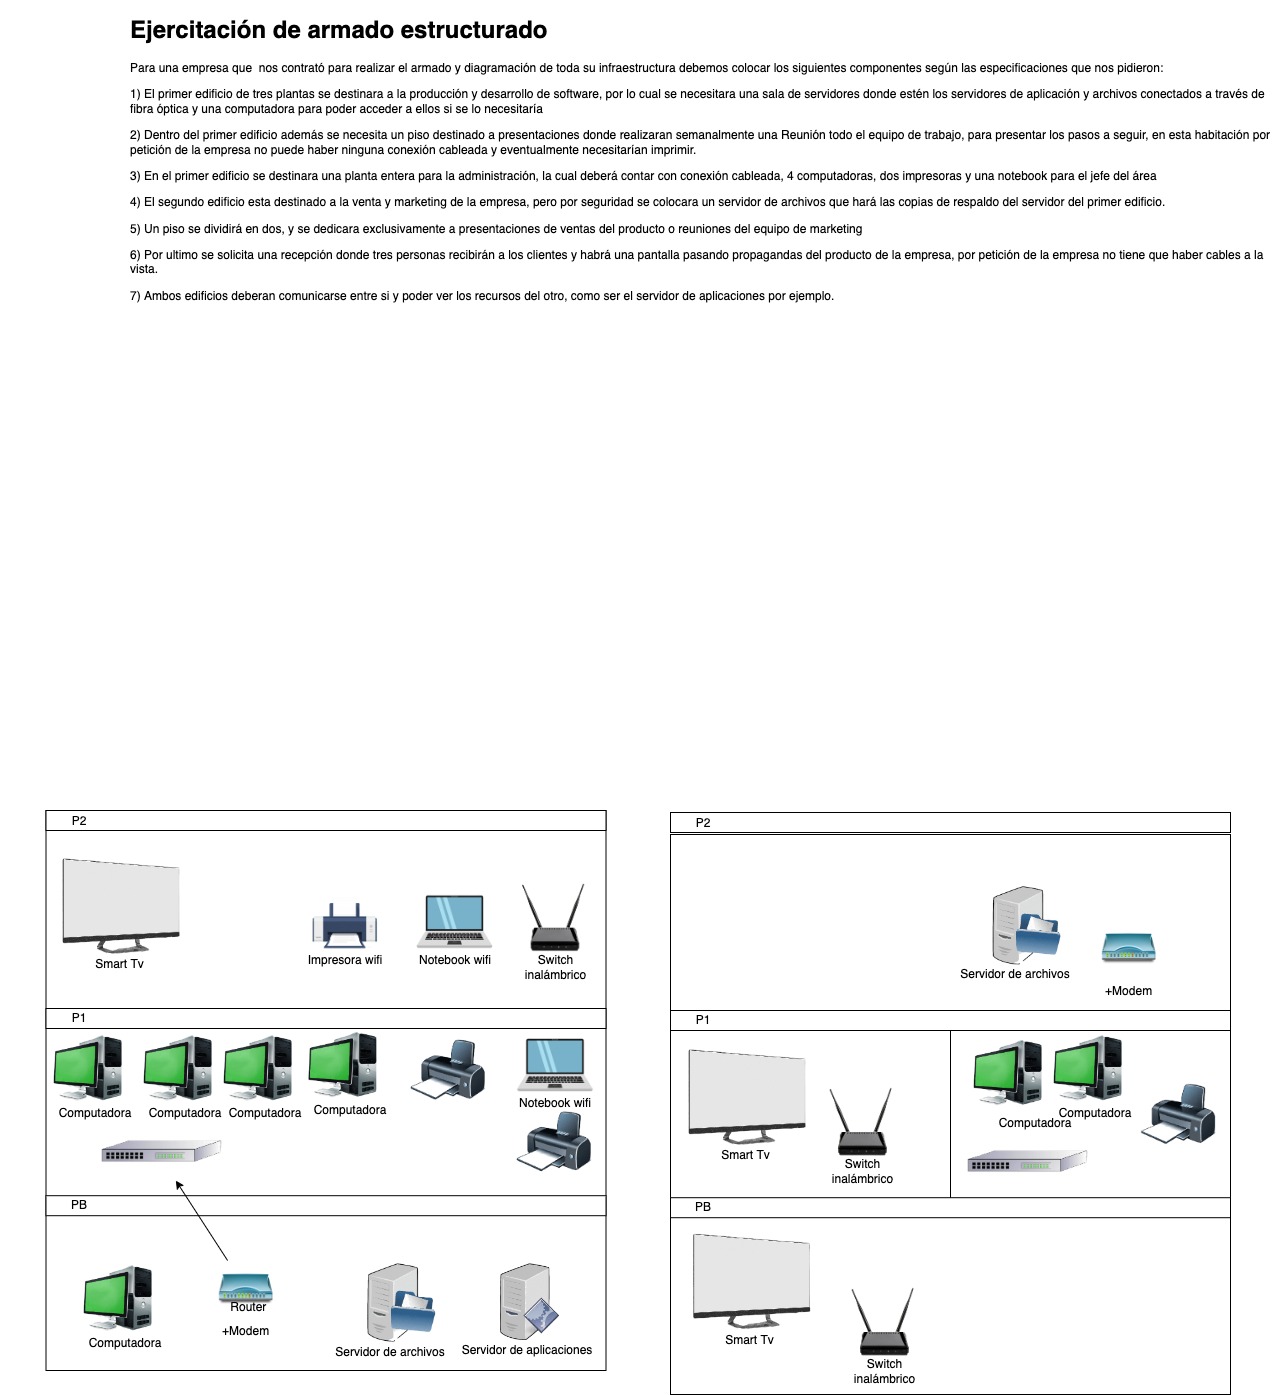 Ejercitación de armado estructurado
Para una empresa que  nos contrató para realizar el armado y diagramación de toda su infraestructura debemos colocar los siguientes componentes según las especificaciones que nos pidieron:
1) El primer edificio de tres plantas se destinara a la producción y desarrollo de software, por lo cual se necesitara una sala de servidores donde estén los servidores de aplicación y archivos conectados a través de
fibra óptica y una computadora para poder acceder a ellos si se lo necesitaría
2) Dentro del primer edificio además se necesita un piso destinado a presentaciones donde realizaran semanalmente una Reunión todo el equipo de trabajo, para presentar los pasos a seguir, en esta habitación por
petición de la empresa no puede haber ninguna conexión cableada y eventualmente necesitarían imprimir.
3) En el primer edificio se destinara una planta entera para la administración, la cual deberá contar con conexión cableada, 4 computadoras, dos impresoras y una notebook para el jefe del área
4) El segundo edificio esta destinado a la venta y marketing de la empresa, pero por seguridad se colocara un servidor de archivos que hará las copias de respaldo del servidor del primer edificio.
5) Un piso se dividirá en dos, y se dedicara exclusivamente a presentaciones de ventas del producto o reuniones del equipo de marketing
6) Por ultimo se solicita una recepción donde tres personas recibirán a los clientes y habrá una pantalla pasando propagandas del producto de la empresa, por petición de la empresa no tiene que haber cables a la
vista.
7) Ambos edificios deberan comunicarse entre si y poder ver los recursos del otro, como ser el servidor de aplicaciones por ejemplo.
P2
Smart Tv
Impresora wifi
Notebook wifi
Switch
inalámbrico
P1
Computadora
Computadora
Computadora
Computadora
Notebook wifi
PB
Computadora
Router
+Modem
Servidor de archivos
Servidor de aplicaciones
P2
Servidor de archivos
+Modem
P1
Smart Tv
Switch
inalámbrico
Computadora
Computadora
PB
Smart Tv
Switch
inalámbrico